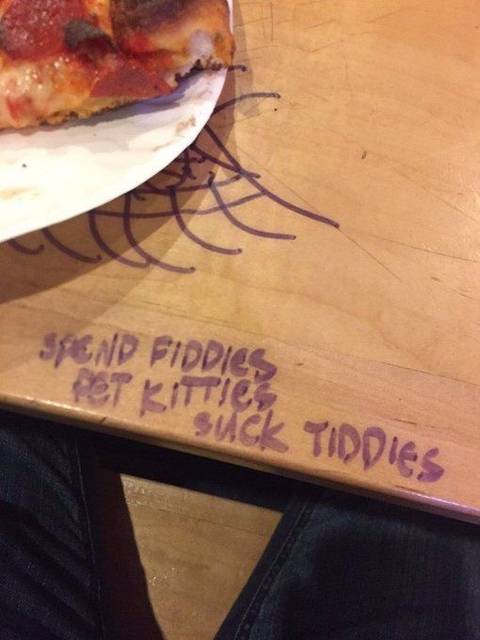 SPEND FIDDIES
PET KITTIES
SUCK TIDDIES